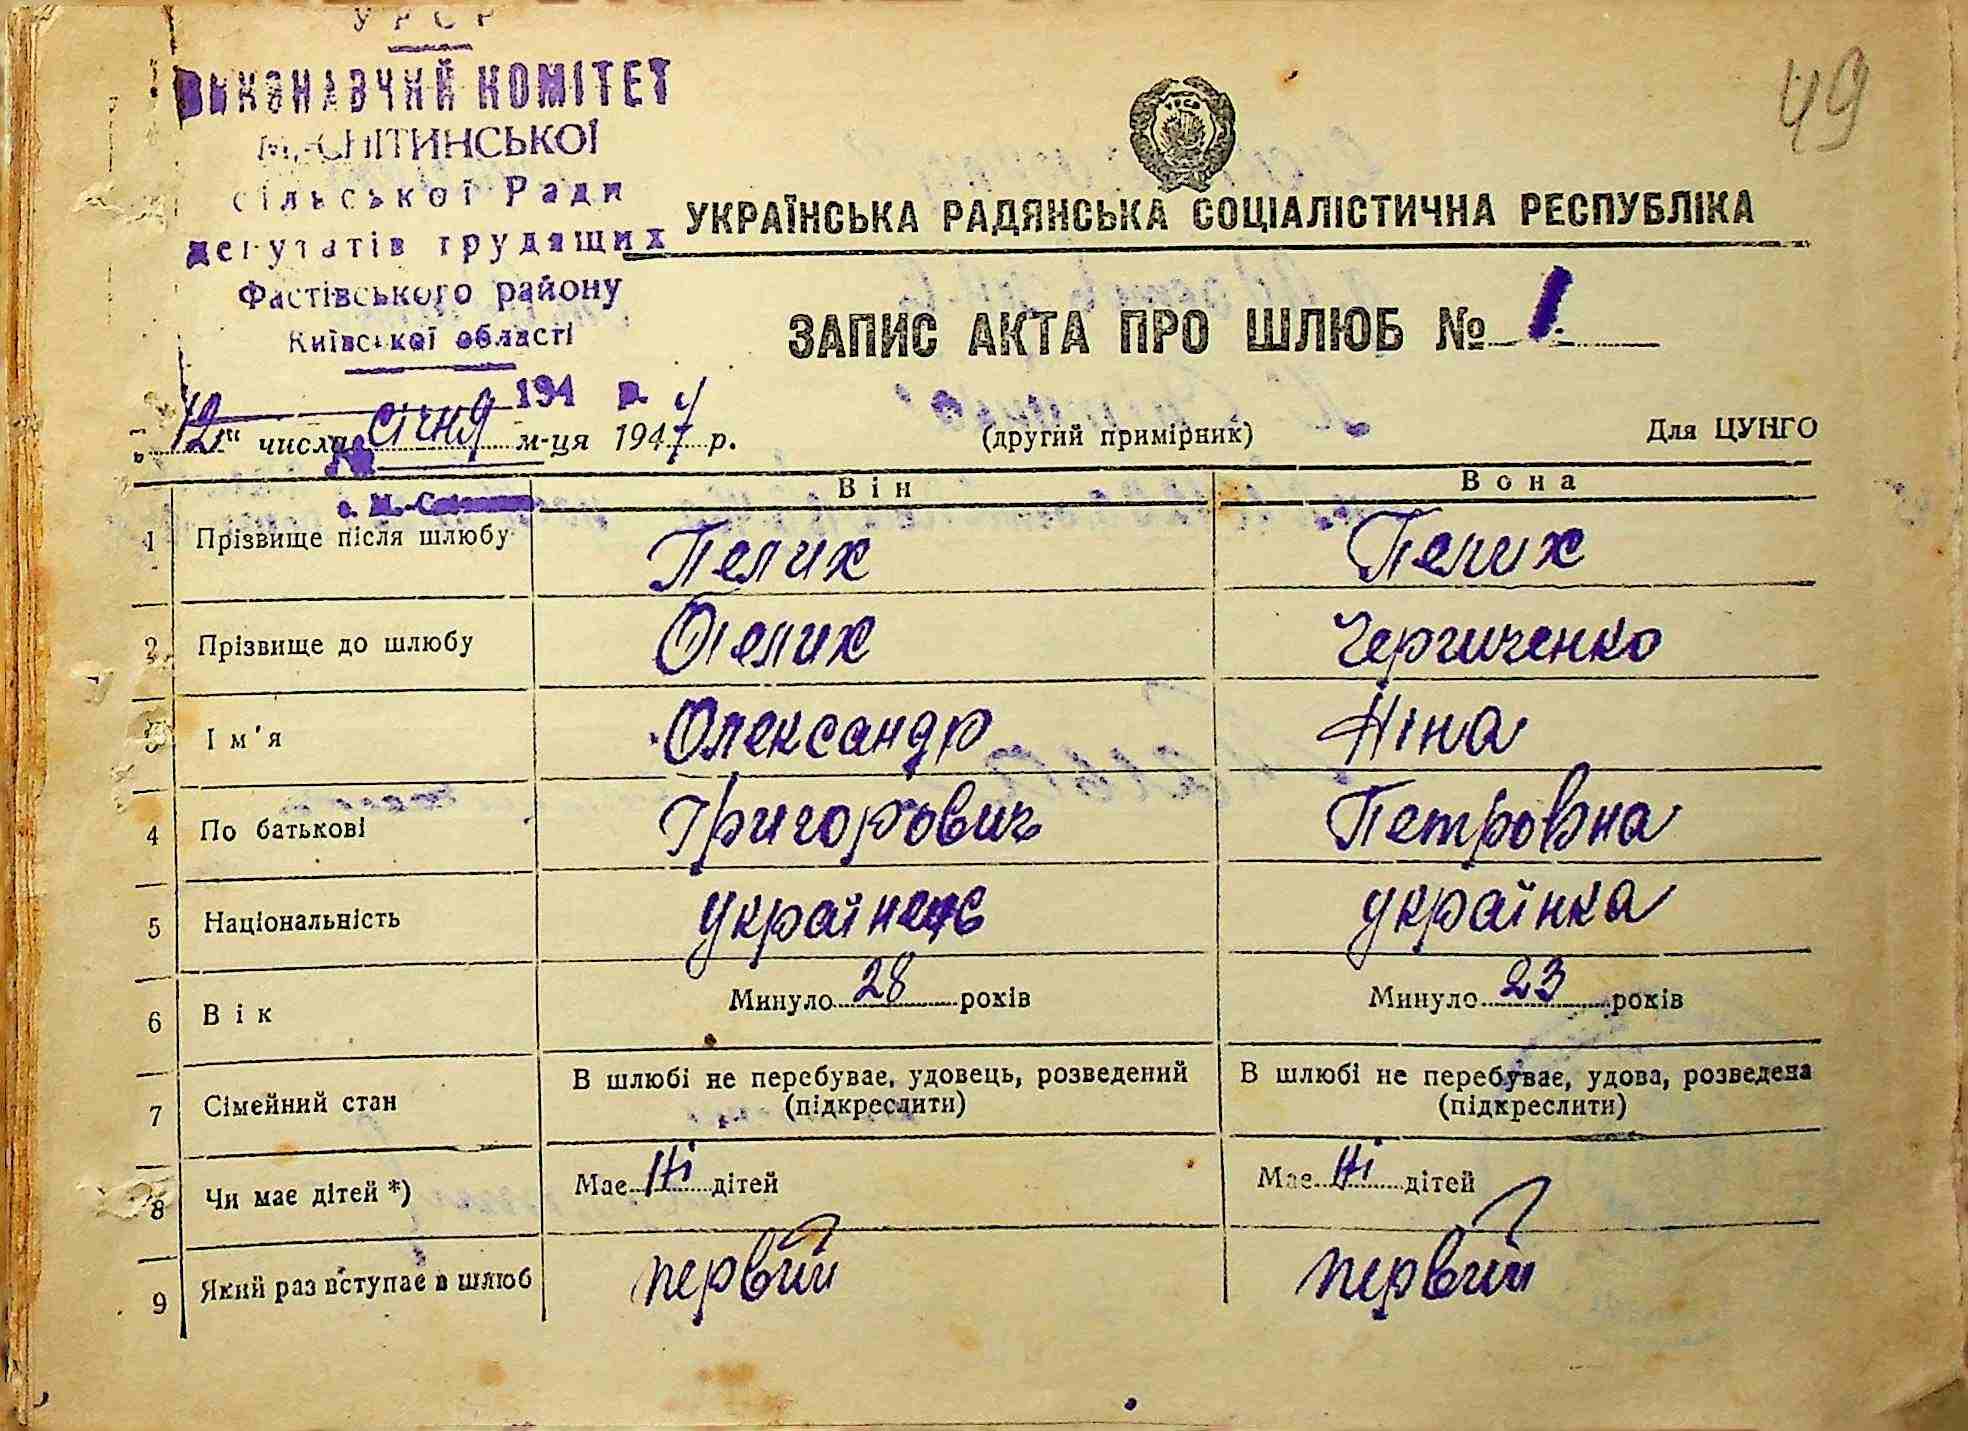 УРСР
ВИКОНАВЧИЙ КОМІТЕТ
М.-СНІТИНСЬКОЇ
сільської Ради
депутатів трудящих
Фастівського району
Київської області
194 р.
с. М.-Снітинка
49
УКРАЇНСЬКА РАДЯНСЬКА СОЦІАЛІСТИЧНА РЕСПУБЛІКА
ЗАПИС АКТА ПРО ШЛЮБ № 1
"12" числа січня м-ця 1947 р.
(другий примірник)
Для ЦУНГО
Він Вона
1 Прізвище після шлюбу Пелих Пелих
2 Прізвище до шлюбу Пелих
3 Ім'я Олександр Ніна
4 По батькові Григорович Петровна
5 Національність українець українка
6 Вік Минуло 28 років Минуло 23 років
7 Сімейний стан В шлюбі не перебуває, удовець, розведений В шлюбі не перебуває, удова, розведена
(підкреслити) (підкреслити)
8 Чи має дітей *) Має ні дітей Має ні дітей
9 Який раз вступає в шлюб первий первий